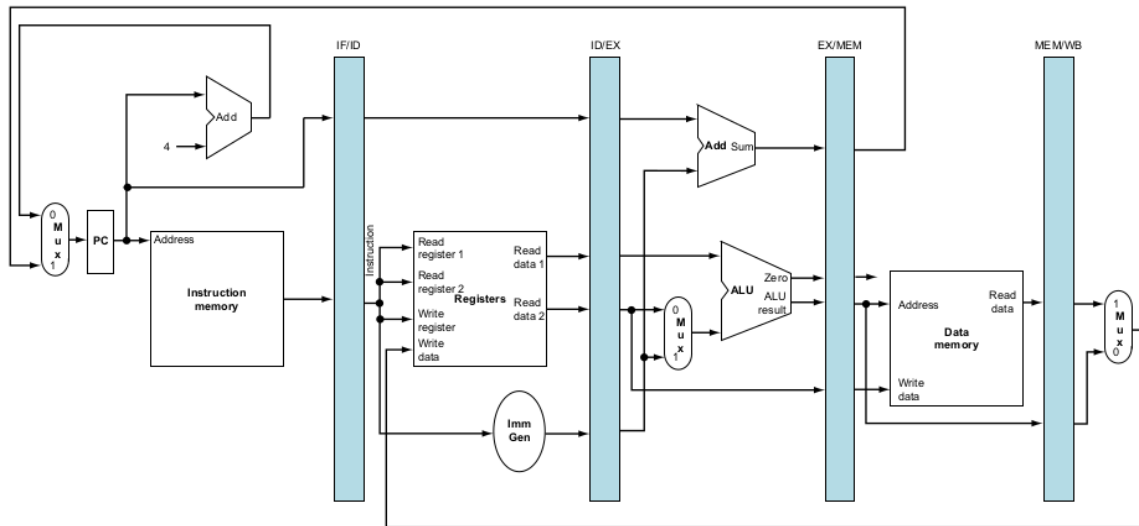 IF/ID
ID/EX
EX/MEM
MEM/WB
Add
4
Add Sum
0
M
u
x
1
PC
Address
Instruction
memory
Instruction
Read
register 1
Read
register 2
Registers
Write
register
Write
data
Read
data 1
Read
data 2
Imm
Gen
0
M
u
x
1
Zero
ALU
ALU
result
Address
Read
data
Data
memory
Write
data
1
M
u
x
0